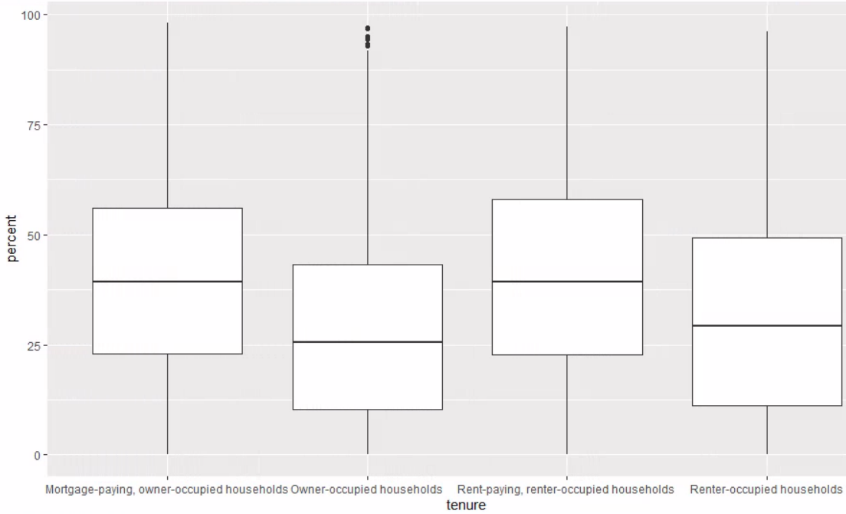 100
75
50
25
0
percent
Mortgage-paying, owner-occupied households Owner-occupied households Rent-paying, renter-occupied households Renter-occupied households
tenure